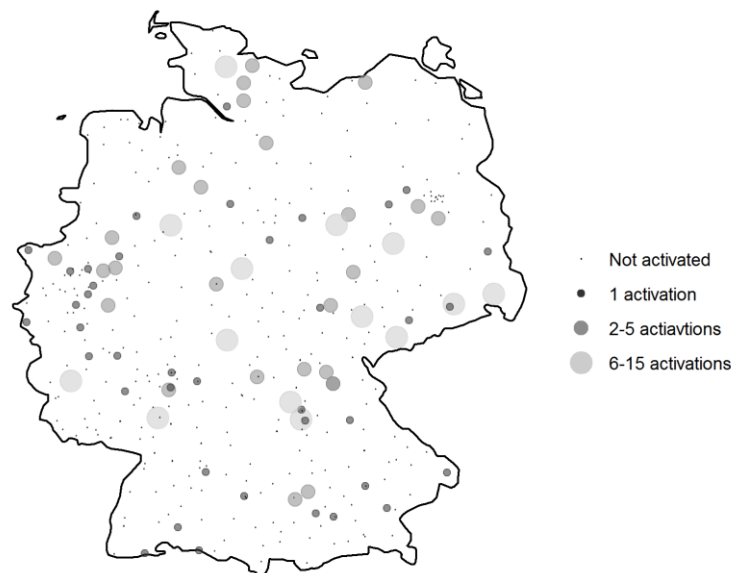 Not activated
1 activation
2-5 actiavtions
6-15 activations